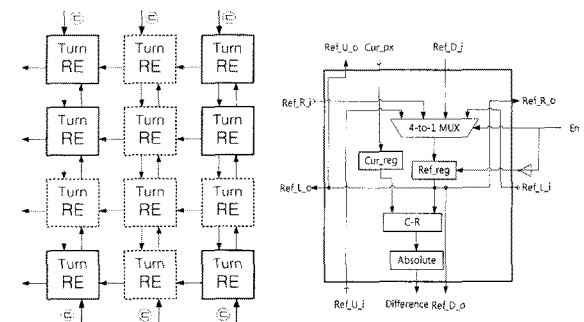 Turn RE
Turn RE
Turn RE
Turn RE
Turn RE
Turn RE
Turn RE
Turn RE
Turn RE
Turn RE
Turn RE
Turn RE
Ref_U_o Cur_px Ref_D_i
Ref_R_i
Ref_R_o
4-to-1 MUX
En
Cur_reg
Ref_reg
Ref_L_o
Ref_L_i
C-R
Absolute
Ref_U_i
Difference Ref_D_o